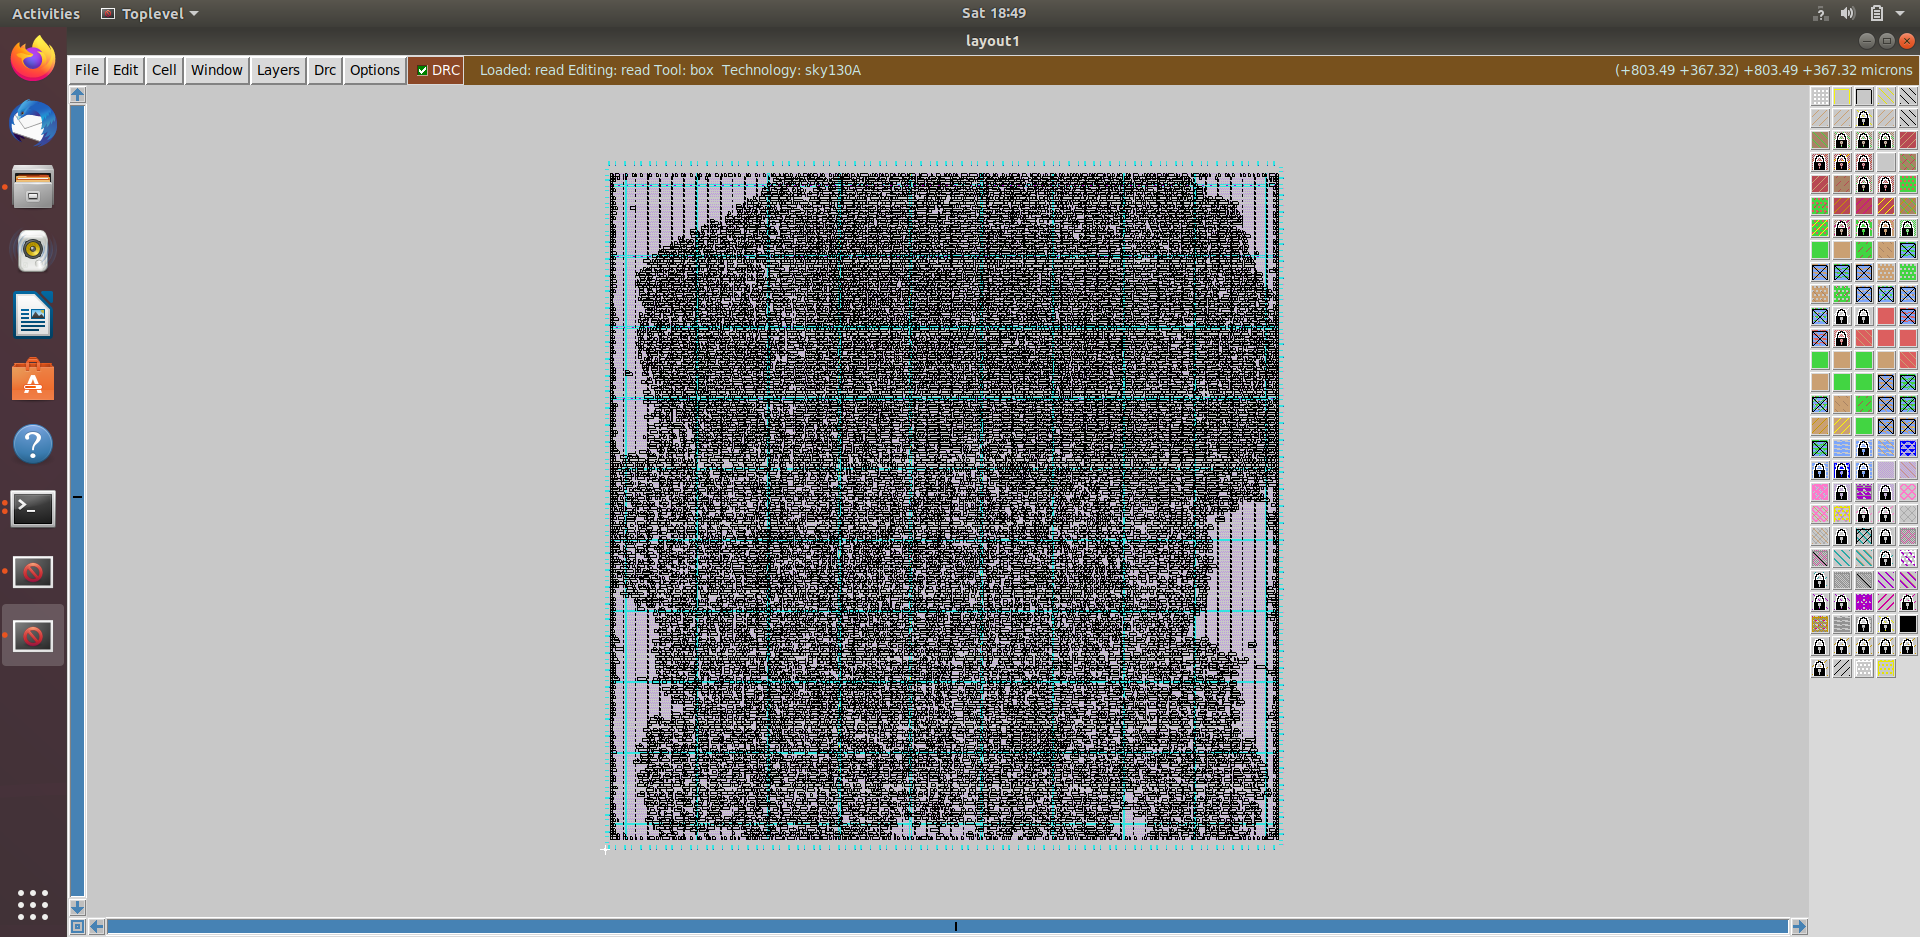 Activities Toplevel Sat 18:49
layout1
File Edit Cell Window Layers Drc Options DRC Loaded: read Editing: read Tool: box Technology: sky130A (+803.49 +367.32) +803.49 +367.32 microns